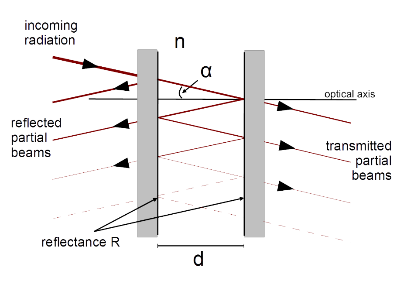 incoming
radiation
n
α
optical axis
reflected
partial
beams
transmitted
partial
beams
reflectance R
d